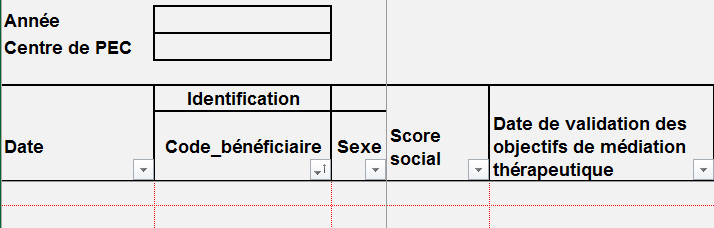 Année
Centre de PEC
Identification
Date
Code_bénéficiaire
Sexe
Score
social
Date de validation des
objectifs de médiation
thérapeutique